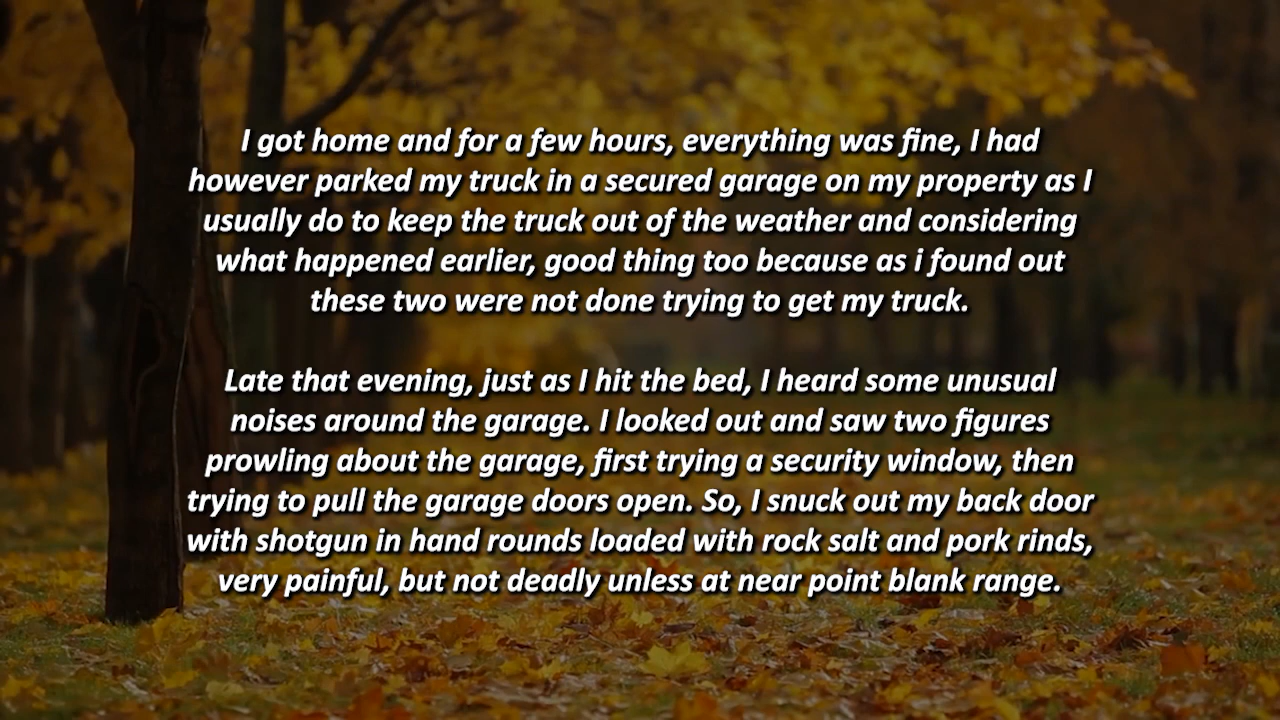 I got home and for a few hours, everything was fine, I had
however parked my truck in a secured garage on my property as I
usually do to keep the truck out of the weather and considering
what happened earlier, good thing too because as i found out
these two were not done trying to get my truck.
Late that evening, just as I hit the bed, I heard some unusual
noises around the garage. I looked out and saw two figures
prowling about the garage, first trying a security window, then
trying to pull the garage doors open. So, I snuck out my back door
with shotgun in hand rounds loaded with rock salt and pork rinds,
very painful, but not deadly unless at near point blank range.